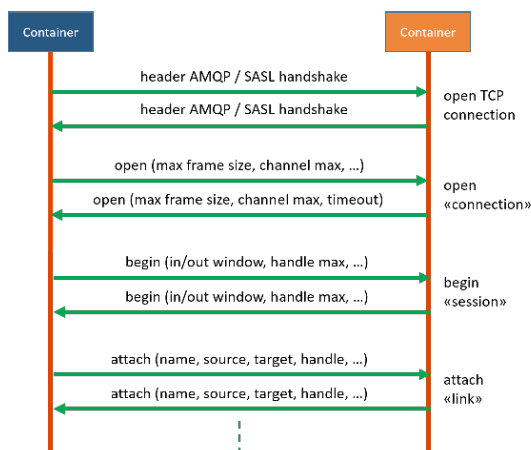 Container
Container
header AMQP / SASL handshake
header AMQP / SASL handshake
open TCP
connection
open (max frame size, channel max, …)
open (max frame size, channel max, timeout)
open
«connection»
begin (in/out window, handle max, …)
begin (in/out window, handle max, …)
begin
«session»
attach (name, source, target, handle, …)
attach (name, source, target, handle, …)
attach
«link»